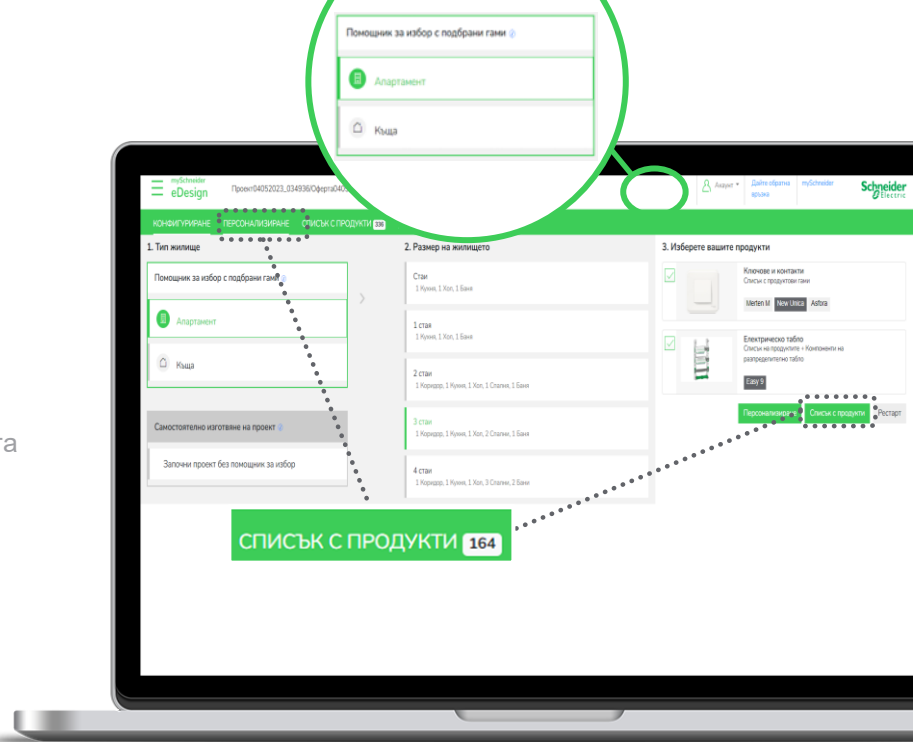 Помощник за избор с подбрани гами
Апартамент
Къща
mySchneider
eDesign
Проект04052023_034936/Оферта0405
Акаунт
Дайте обратна
връзка
mySchneider
Schneider
Electric
КОНФИГУРИРАНЕ ПЕРСОНАЛИЗИРАНЕ СПИСЪК С ПРОДУКТИ 336
1. Тип жилище
Помощник за избор с подбрани гами
Апартамент
Къща
Самостоятелно изготвяне на проект
Започни проект без помощник за избор
2. Размер на жилището
Стаи
1 Кухня, 1 Хол, 1 Баня
1 стая
1 Кухня, 1 Хол, 1 Баня
2 стаи
1 Коридор, 1 Кухня, 1 Хол, 1 Спалня, 1 Баня
3 стаи
1 Коридор, 1 Кухня, 1 Хол, 2 Спални, 1 Баня
4 стаи
1 Коридор, 1 Кухня, 1 Хол, 3 Спални, 2 Бани
3. Изберете вашите продукти
Ключове и контакти
Списък с продуктови гами
Merten M New Unica Asfora
Електрическо табло
Списък на продуктите + Компоненти на
разпределително табло
Easy 9
Персонализиране Списък с продукти Рестарт
та
СПИСЪК С ПРОДУКТИ 164